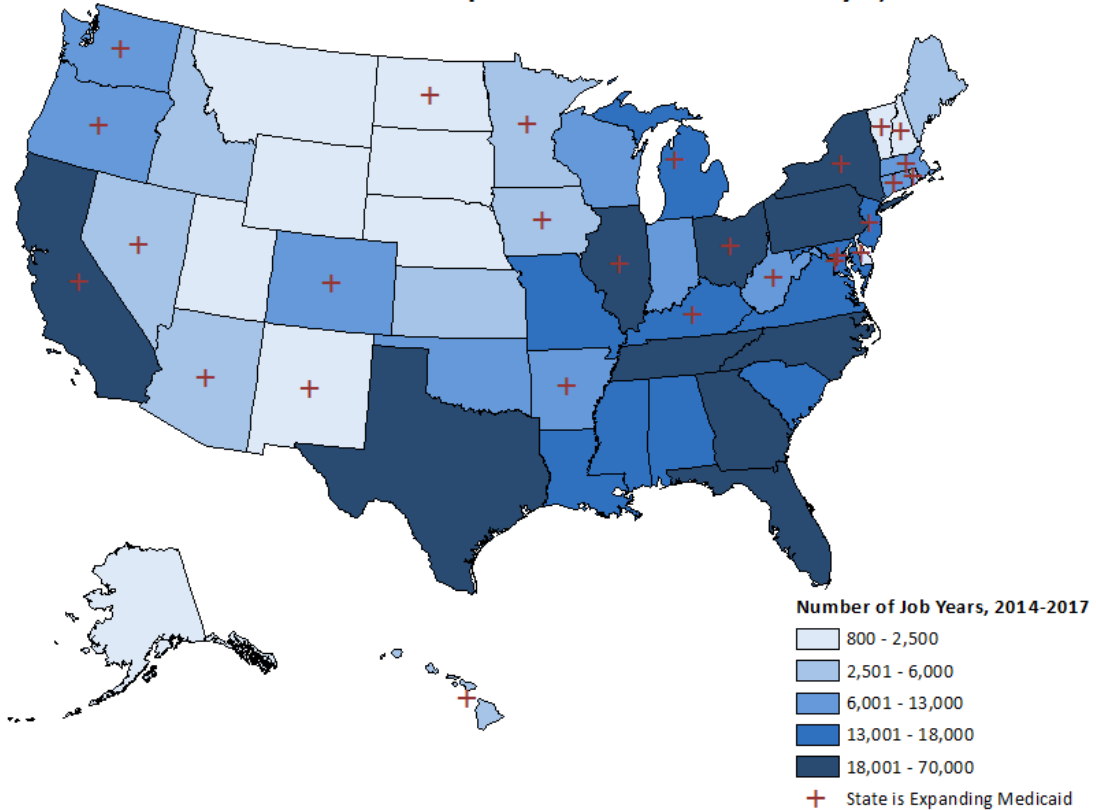 Number of Job Years, 2014-2017
800 - 2,500
2,501 - 6,000
6,001 - 13,000
13,001 - 18,000
18,001 - 70,000
State is Expanding Medicaid